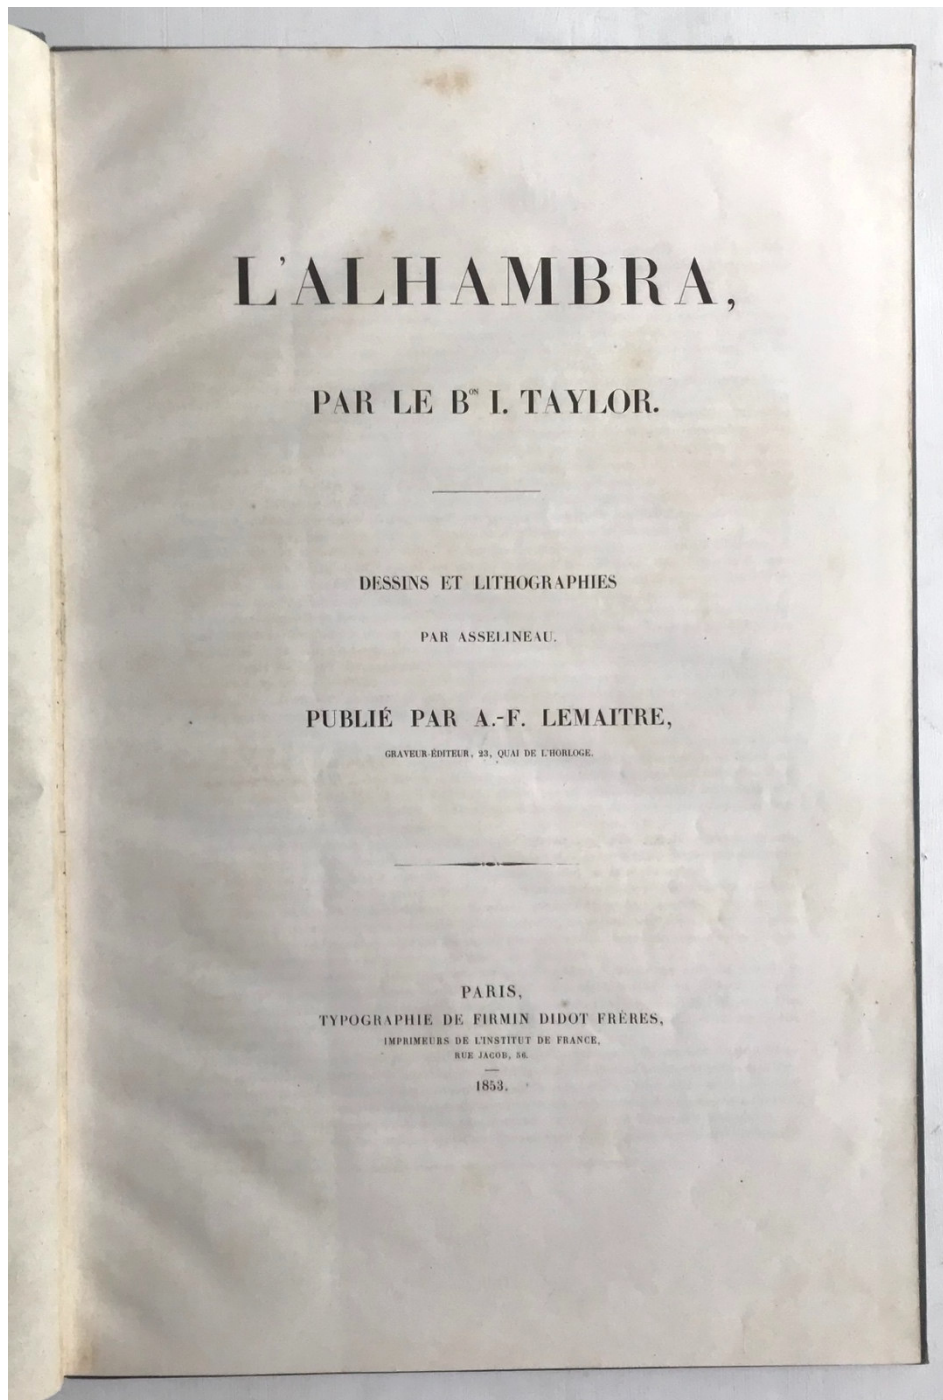 L'ALHAMBRA,
PAR LE Bon I. TAYLOR.
DESSINS ET LITHOGRAPHIES
PAR ASSELINEAU.
PUBLIÉ PAR A.-F. LEMAITRE,
GRAVEUR-ÉDITEUR, 23, QUAI DE L'HORLOGE.
PARIS,
TYPOGRAPHIE DE FIRMIN DIDOT FRÈRES,
IMPRIMEURS DE L'INSTITUT DE FRANCE,
RUE JACOB, 56.
1853.